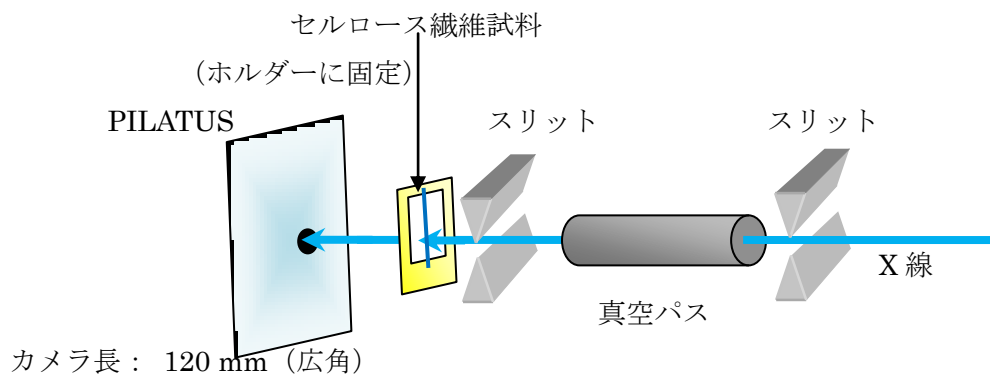 セルロース繊維試料
（ホルダーに固定）
PILATUS
スリット
スリット
X 線
真空パス
カメラ長： 120 mm（広角）